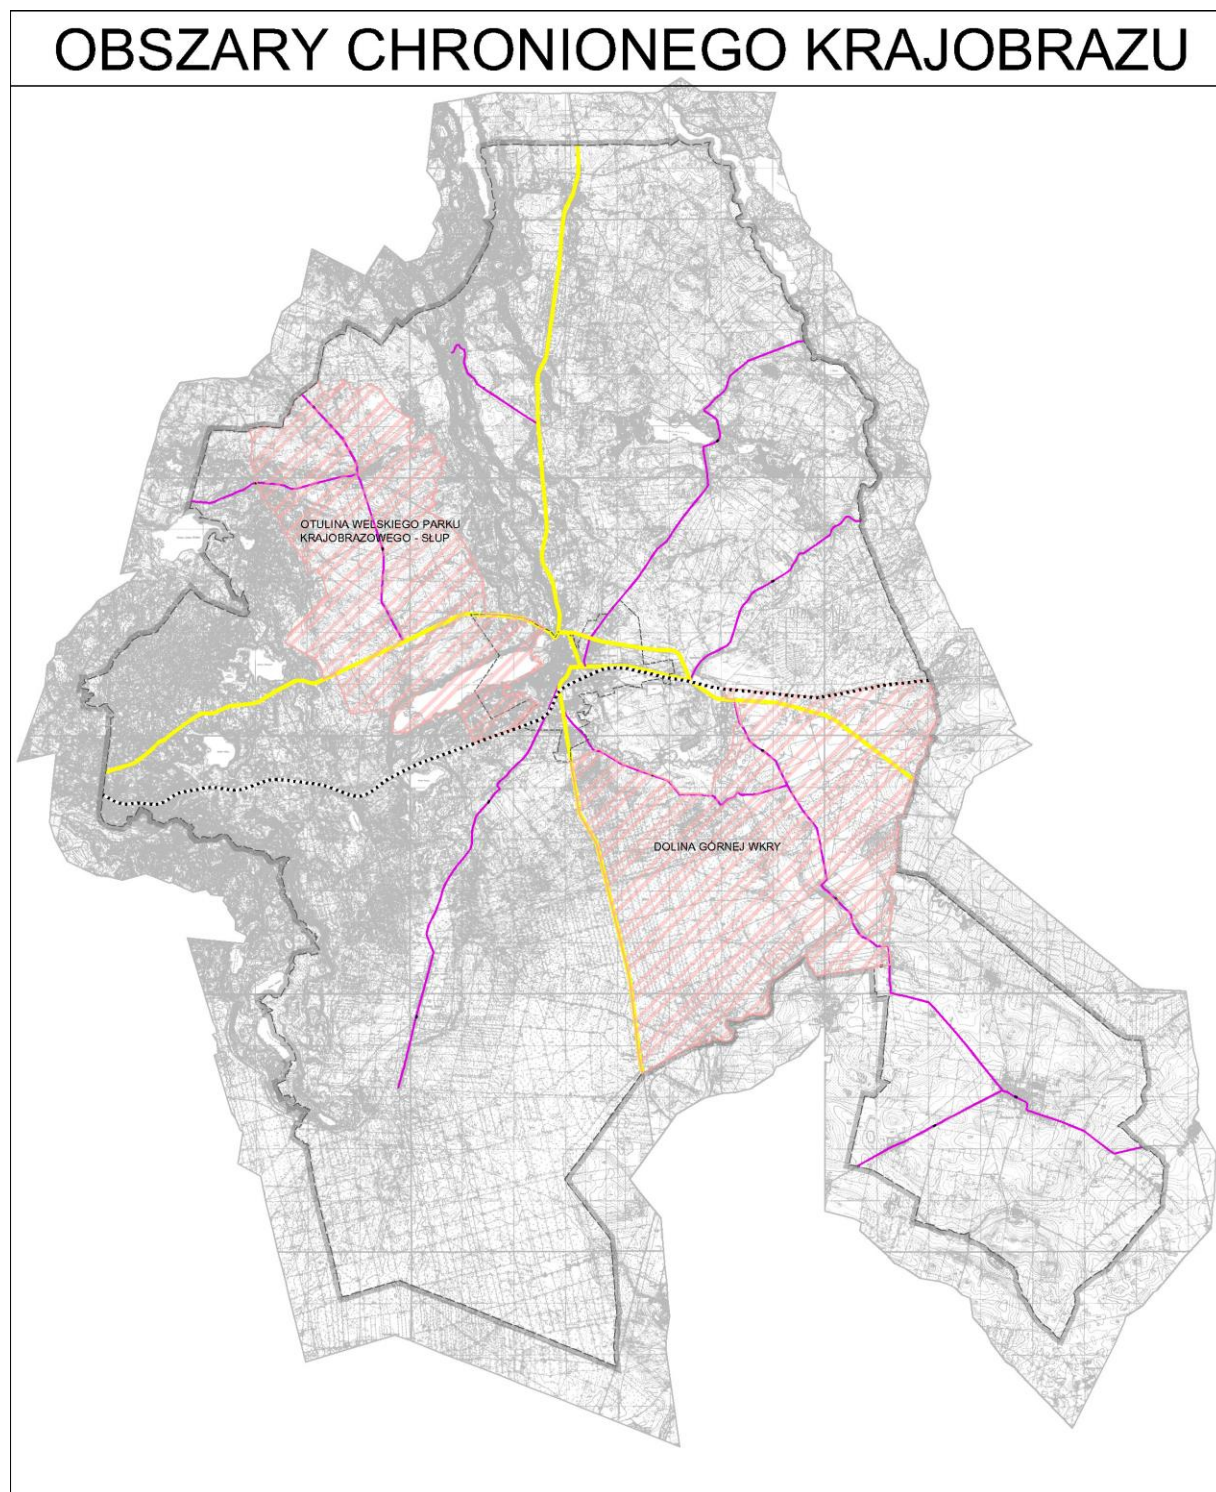 OBSZARY CHRONIONEGO KRAJOBRAZU
OTULINA WELSKIEGO PARKU
KRAJOBRAZOWEGO - SŁUP
DOLINA GÓRNEJ WKRY